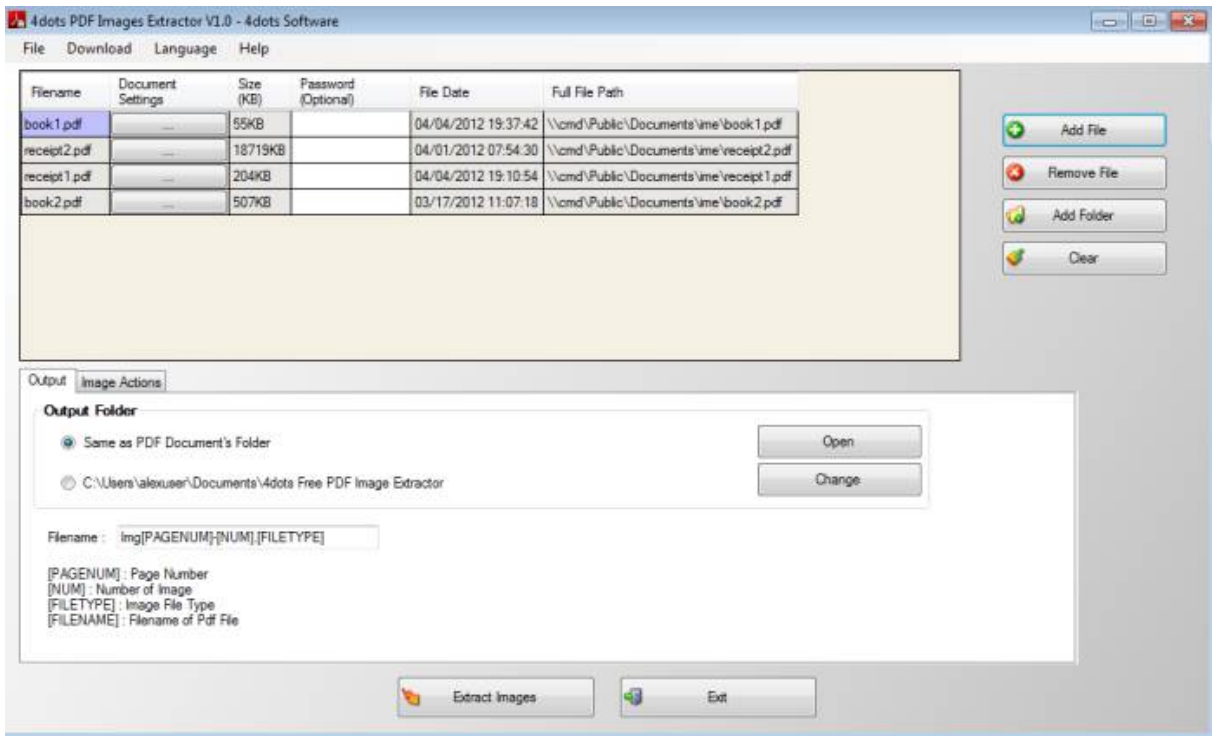 4dots PDF Images Extractor V1.0 - 4dots Software
File Download Language Help
Filename Document Settings Size (KB) Password (Optional) File Date Full File Path
book1.pdf ... 55KB 04/04/2012 19:37:42 \\cmd\Public\Documents\me\book1.pdf
receipt2.pdf ... 18719KB 04/01/2012 07:54:30 \\cmd\Public\Documents\me\receipt2.pdf
receipt1.pdf ... 204KB 04/04/2012 19:10:54 \\cmd\Public\Documents\me\receipt1.pdf
book2.pdf ... 507KB 03/17/2012 11:07:18 \\cmd\Public\Documents\me\book2.pdf
Add File
Remove File
Add Folder
Clear
Output Image Actions
Output Folder
Same as PDF Document's Folder
Open
C:\Users\alexuser\Documents\4dots Free PDF Image Extractor
Change
Filename : Img[PAGENUM]-[NUM].[FILETYPE]
[PAGENUM] : Page Number
[NUM] : Number of Image
[FILETYPE] : Image File Type
[FILENAME] : Filename of Pdf File
Extract Images
Exit